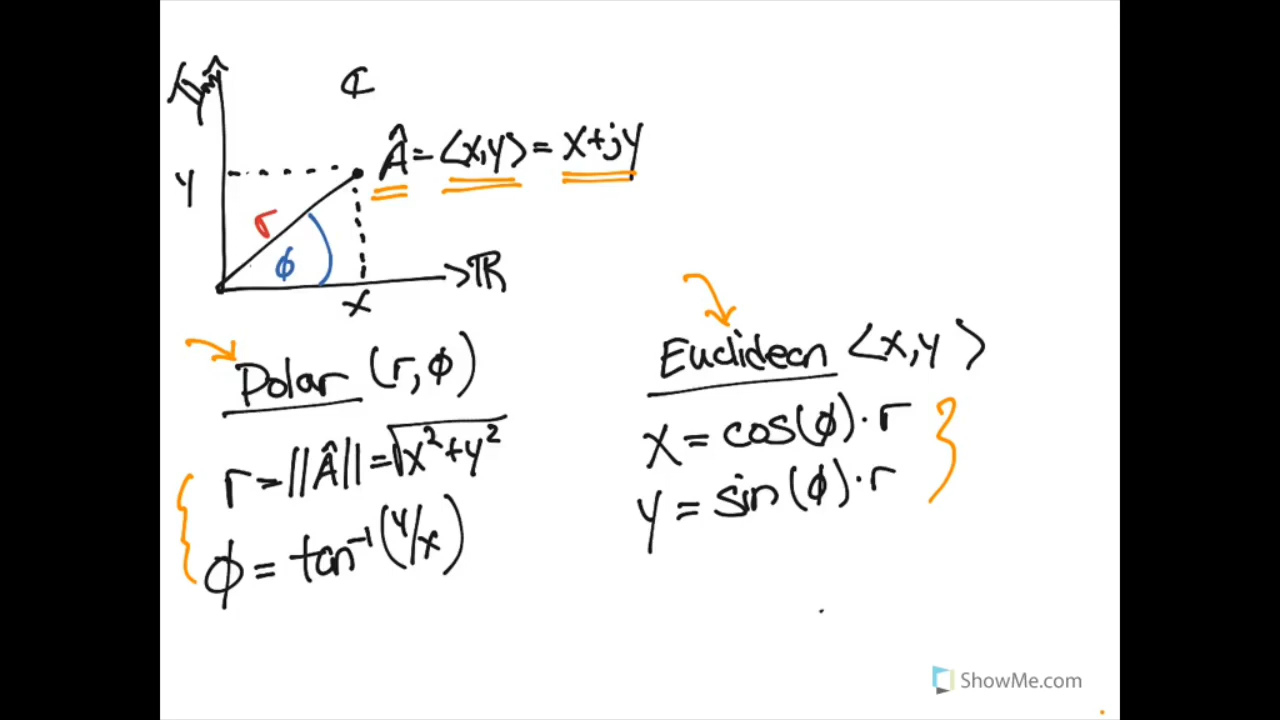 ℂ
Â = ⟨x,y⟩ = x+jy
y
r
ϕ
ℝ
x
Polar (r, ϕ)
Euclidean ⟨x,y⟩
r = ||Â|| = √x²+y²
x = cos(ϕ)·r
ϕ = tan⁻¹(y/x)
y = sin(ϕ)·r
ShowMe.com